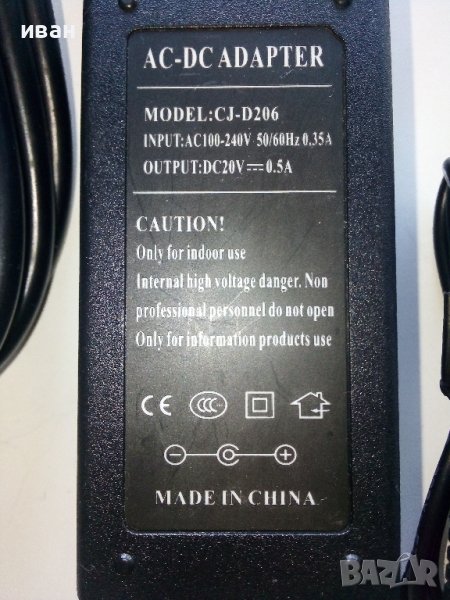 иван
AC-DC ADAPTER
MODEL:CJ-D206
INPUT:AC100-240V 50/60Hz 0.35A
OUTPUT:DC20V⎓0.5A
CAUTION!
Only for indoor use
Internal high voltage danger. Non
professional personnel do not open
Only for information products use
CE CCC
MADE IN CHINA
BAZAR